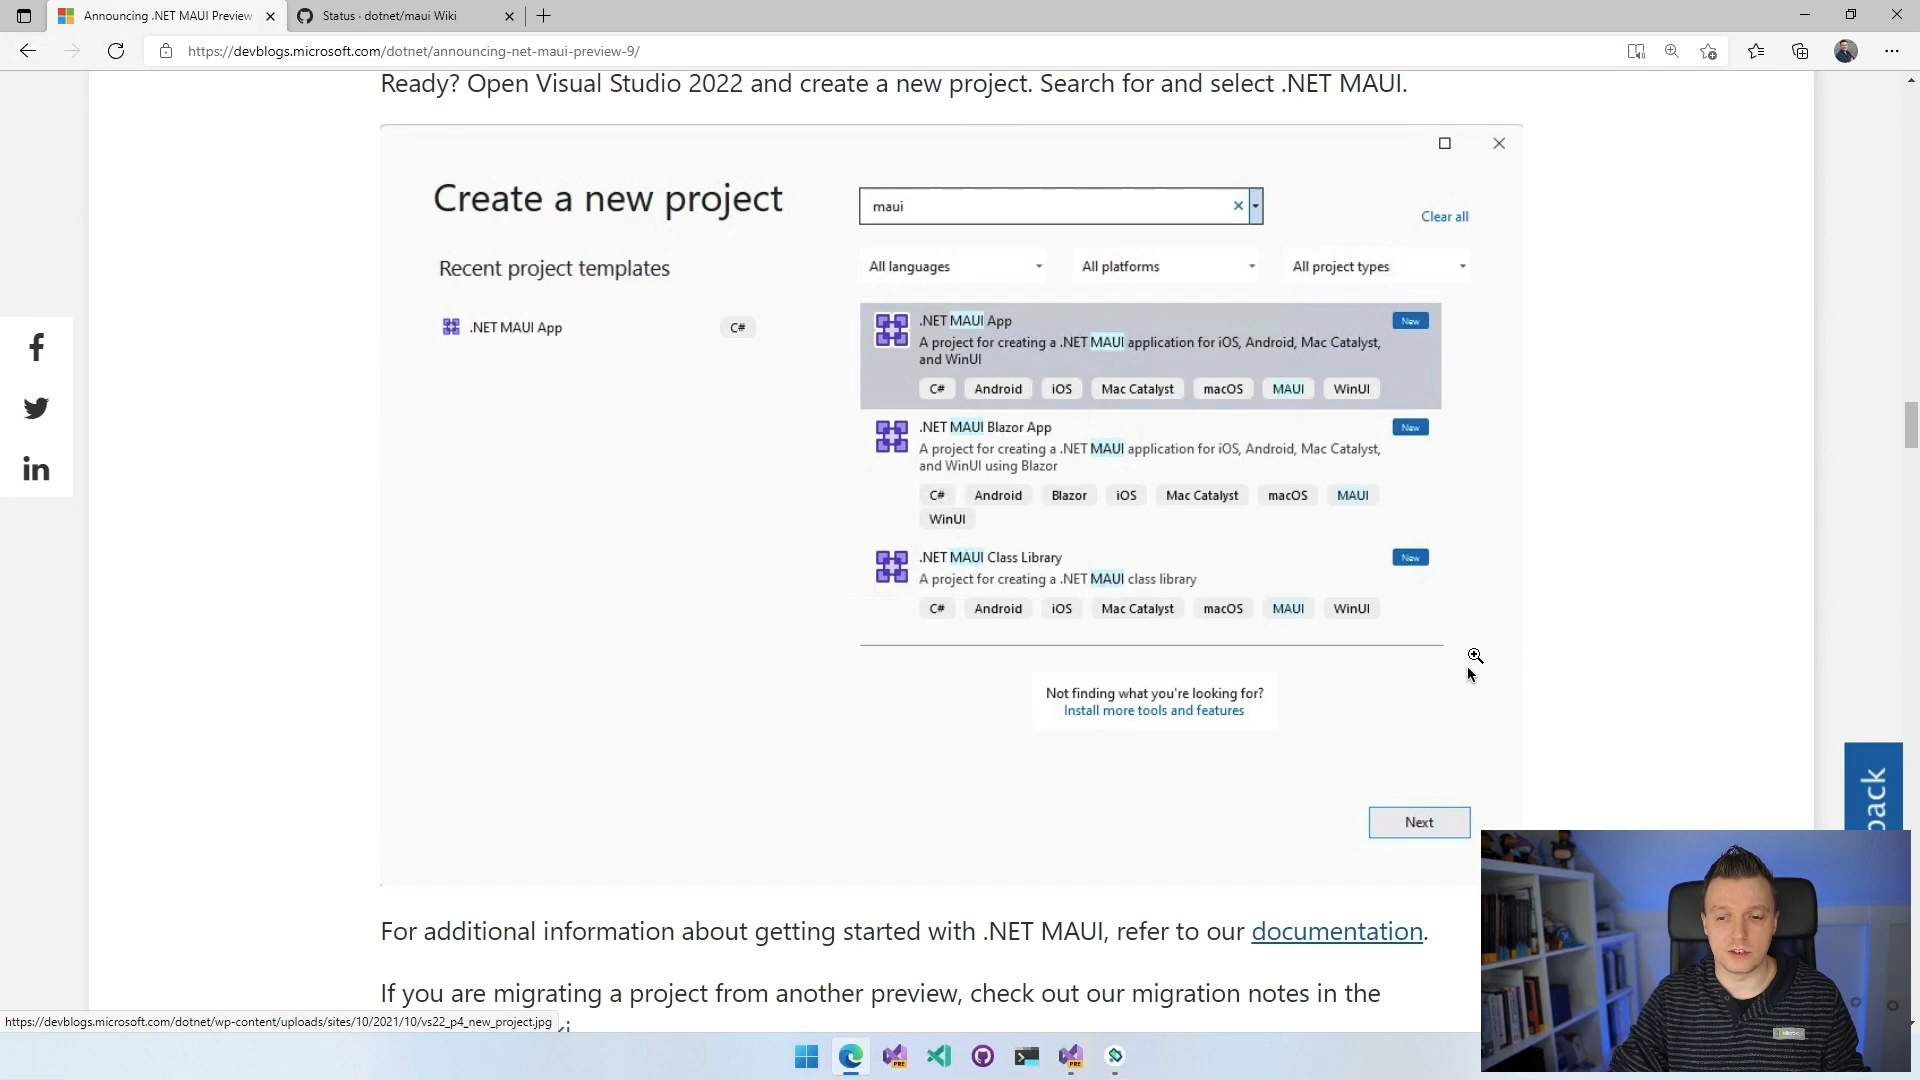 Announcing .NET MAUI Preview
Status · dotnet/maui Wiki
https://devblogs.microsoft.com/dotnet/announcing-net-maui-preview-9/
Ready? Open Visual Studio 2022 and create a new project. Search for and select .NET MAUI.
Create a new project
maui
Clear all
Recent project templates
All languages
All platforms
All project types
.NET MAUI App
C#
.NET MAUI App
New
A project for creating a .NET MAUI application for iOS, Android, Mac Catalyst,
and WinUI
C# Android iOS Mac Catalyst macOS MAUI WinUI
.NET MAUI Blazor App
New
A project for creating a .NET MAUI application for iOS, Android, Mac Catalyst,
and WinUI using Blazor
C# Android Blazor iOS Mac Catalyst macOS MAUI
WinUI
.NET MAUI Class Library
New
A project for creating a .NET MAUI class library
C# Android iOS Mac Catalyst macOS MAUI WinUI
Not finding what you're looking for?
Install more tools and features
Next
For additional information about getting started with .NET MAUI, refer to our documentation.
If you are migrating a project from another preview, check out our migration notes in the
https://devblogs.microsoft.com/dotnet/wp-content/uploads/sites/10/2021/10/vs22_p4_new_project.jpg